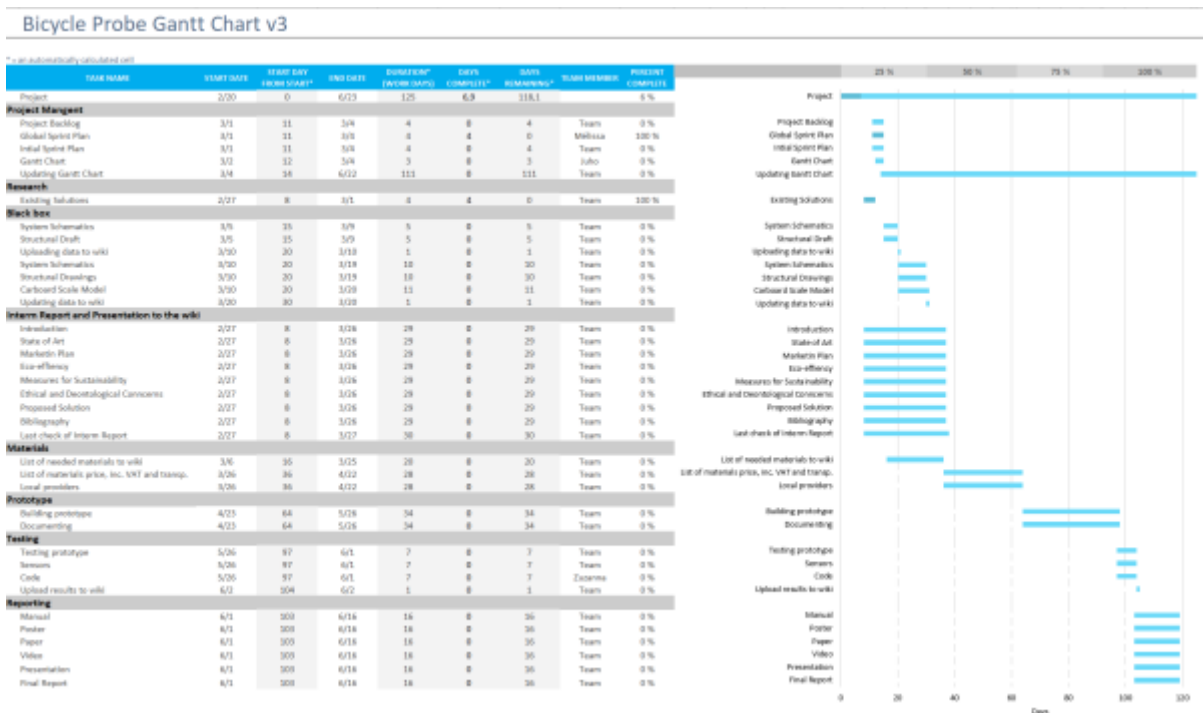 Bicycle Probe Gantt Chart v3
* = an automatically calculated cell
TASK NAME START DATE START DAY FROM START* END DATE DURATION* (WORK DAYS) DAYS COMPLETE* DAYS REMAINING* TEAM MEMBER PERCENT COMPLETE 25 % 50 % 75 % 100 %
Project 2/20 0 6/23 125 6,9 118,1 6 % Project
Project Mangent
Project Backlog 3/1 11 3/4 4 0 4 Team 0 % Project Backlog
Global Sprint Plan 3/1 11 4 4 0 Melissa 100 % Global Sprint Plan
Intial Sprint Plan 3/1 11 3/4 4 0 4 Team 0 % Intial Sprint Plan
Gantt Chart 3/2 12 3/4 3 0 3 Juho 0 % Gantt Chart
Updating Gantt Chart 3/4 14 6/22 111 0 111 Team 0 % Updating Gantt Chart
Research
Existing Solutions 2/27 8 3/1 4 4 0 Team 100 % Existing Solutions
Black box
System Schematics 3/5 15 3/9 5 0 5 Team 0 % System Schematics
Structural Draft 3/5 15 3/9 5 0 5 Team 0 % Structural Draft
Uploading data to wiki 3/10 20 3/10 1 0 1 Team 0 % Uploading data to wiki
System Schematics 3/10 20 3/19 10 0 10 Team 0 % System Schematics
Structural Drawings 3/10 20 3/19 10 0 10 Team 0 % Structural Drawings
Carboard Scale Model 3/10 20 3/20 11 0 11 Team 0 % Carboard Scale Model
Updating data to wiki 3/20 30 3/20 1 0 1 Team 0 % Updating data to wiki
Interm Report and Presentation to the wiki
Introduction 2/27 8 3/26 29 0 29 Team 0 % Introduction
State of Art 2/27 8 3/26 29 0 29 Team 0 % State of Art
Marketin Plan 2/27 8 3/26 29 0 29 Team 0 % Marketin Plan
Eco-effiency 2/27 8 3/26 29 0 29 Team 0 % Eco-effiency
Measures for Sustainability 2/27 8 3/26 29 0 29 Team 0 % Measures for Sustainability
Ethical and Deontological 2/27 8 3/26 29 0 29 Team 0 % Ethical and Deontological
Proposed Solution 2/27 8 3/26 29 0 29 Team 0 % Proposed Solution
Bibliography 2/27 8 3/26 29 0 29 Team 0 % Bibliography
Last check of Interm Report 2/27 8 3/27 30 0 30 Team 0 % Last check of Interm Report
Materials
List of needed materials to wiki 3/6 16 3/25 20 0 20 Team 0 % List of needed materials to wiki
List of materials price, inc. VAT and transp. 3/26 36 4/22 28 0 28 Team 0 % List of materials price, inc. VAT and transp.
Local providers 3/26 36 4/22 28 0 28 Team 0 % Local providers
Prototype
Building prototype 4/23 64 5/26 34 0 34 Team 0 % Building prototype
Documenting 4/23 64 5/26 34 0 34 Team 0 % Documenting
Testing
Testing prototype 5/26 97 6/1 7 0 7 Team 0 % Testing prototype
Sensors 5/26 97 6/1 7 0 7 Team 0 % Sensors
Code 5/26 97 6/1 7 0 7 Zuzanna 0 % Code
Upload results to wiki 6/2 104 6/2 1 0 1 Team 0 % Upload results to wiki
Reporting
Manual 6/1 103 6/16 16 0 16 Team 0 % Manual
Poster 6/1 103 6/16 16 0 16 Team 0 % Poster
Paper 6/1 103 6/16 16 0 16 Team 0 % Paper
Video 6/1 103 6/16 16 0 16 Team 0 % Video
Presentation 6/1 103 6/16 16 0 16 Team 0 % Presentation
Final Report 6/1 103 6/16 16 0 16 Team 0 % Final Report
0 20 40 60 80 100 120
Days